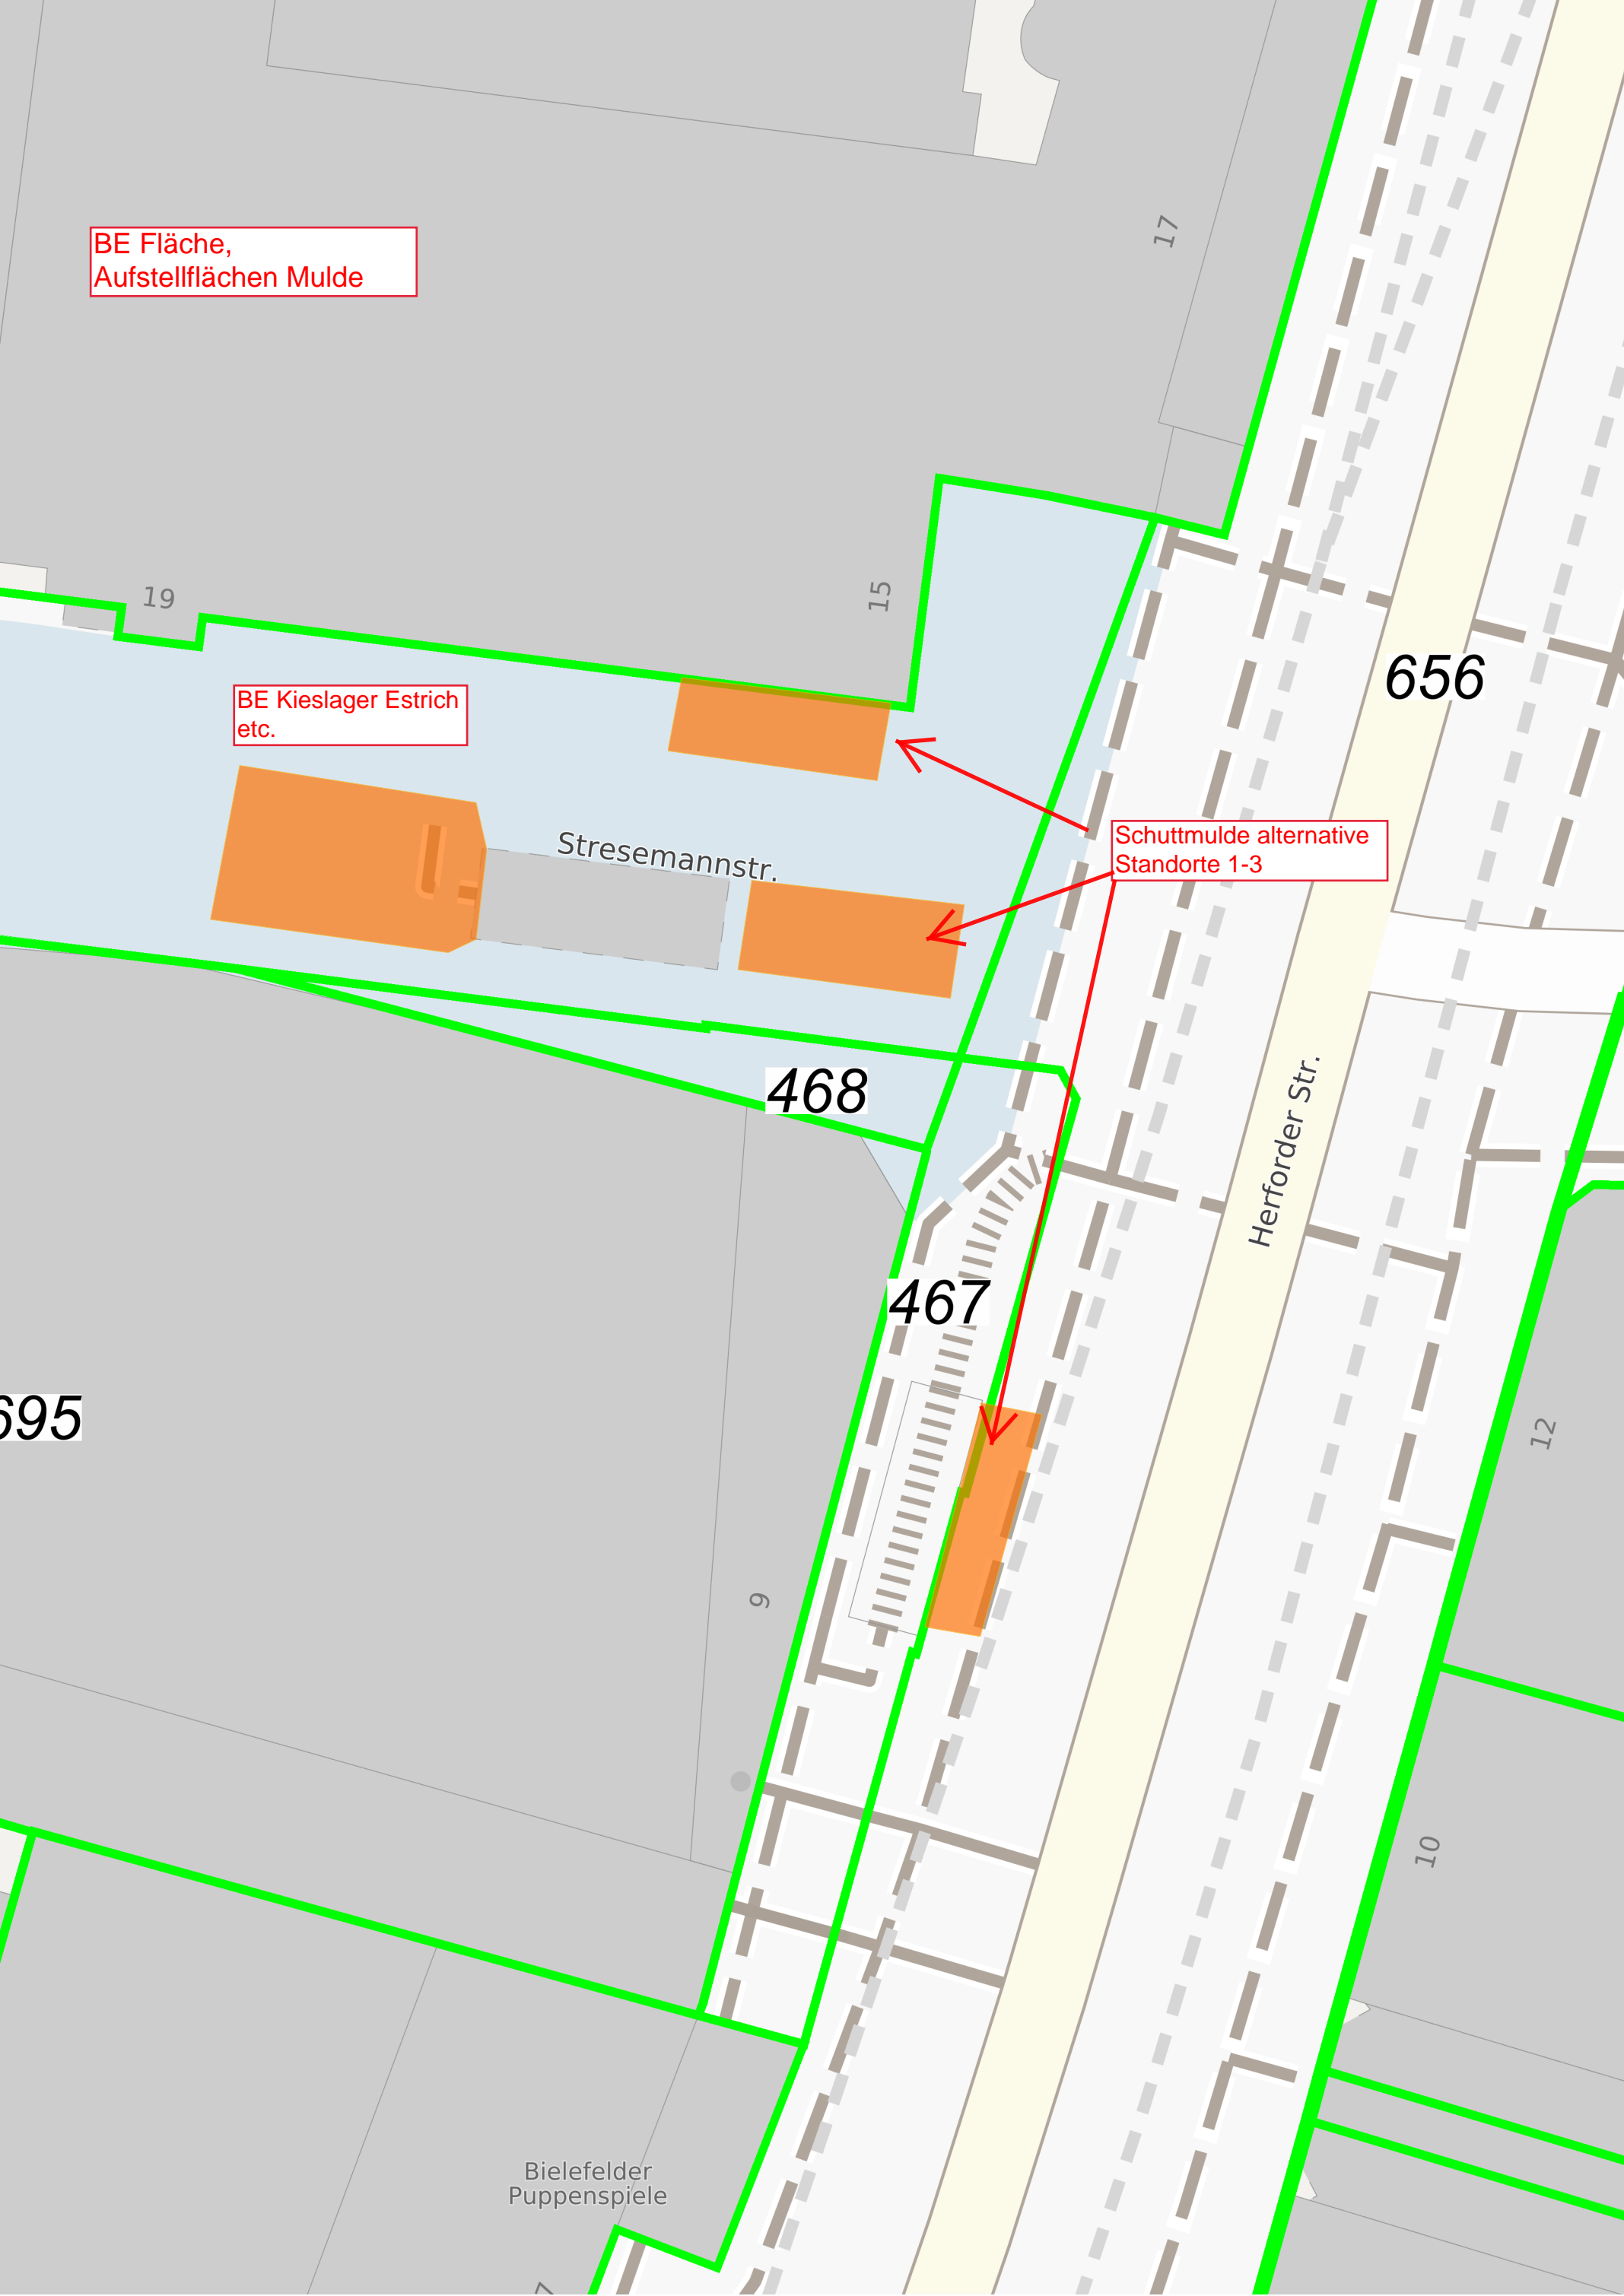 17
BE Fläche,
Aufstellflächen Mulde
19
15
656
BE Kieslager Estrich
etc.
Schuttmulde alternative
Standorte 1-3
Stresemannstr.
468
Herforder Str.
467
695
12
9
10
Bielefelder
Puppenspiele
7